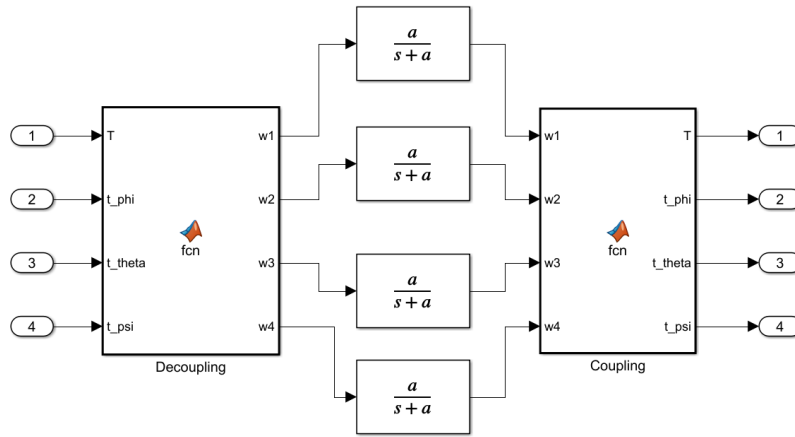 a
s + a
1
T
w1
w1
T
1
a
s + a
2
t_phi
w2
w2
t_phi
2
fcn
fcn
a
s + a
3
t_theta
w3
w3
t_theta
3
4
t_psi
w4
w4
t_psi
4
Decoupling
Coupling
a
s + a